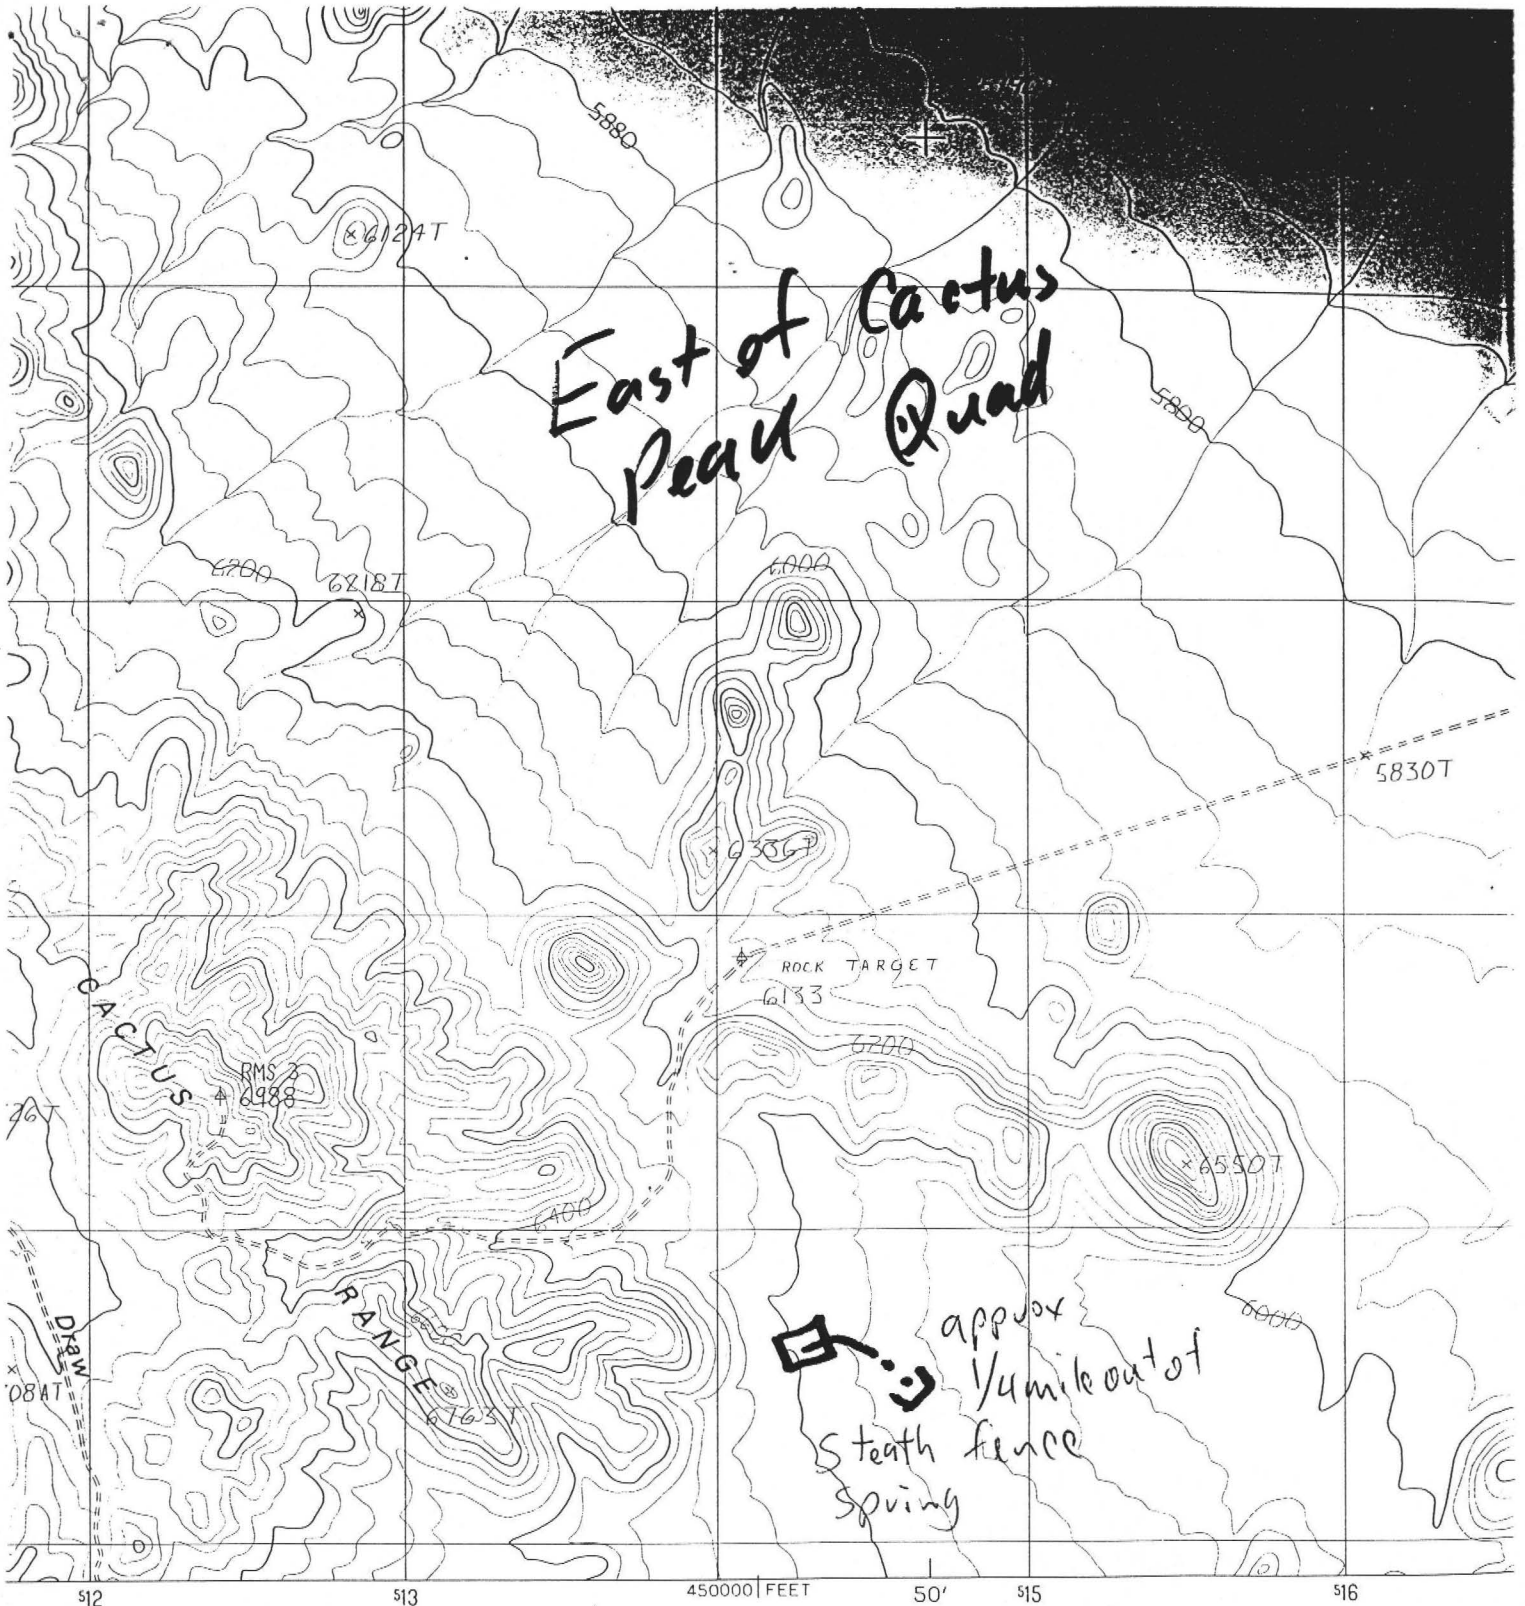 5880
6124T
East of Cactus
Peak Quad
5800
6200
6218T
6000
5830T
6336T
ROCK TARGET
6133
CACTUS
RMS 3
6988
6200
26T
6550T
6400
RANGE
Draw
6000
approx
1/4 mile out of
Steath fence
Spring
08AT
6763T
512
513
450000 FEET
50'
515
516